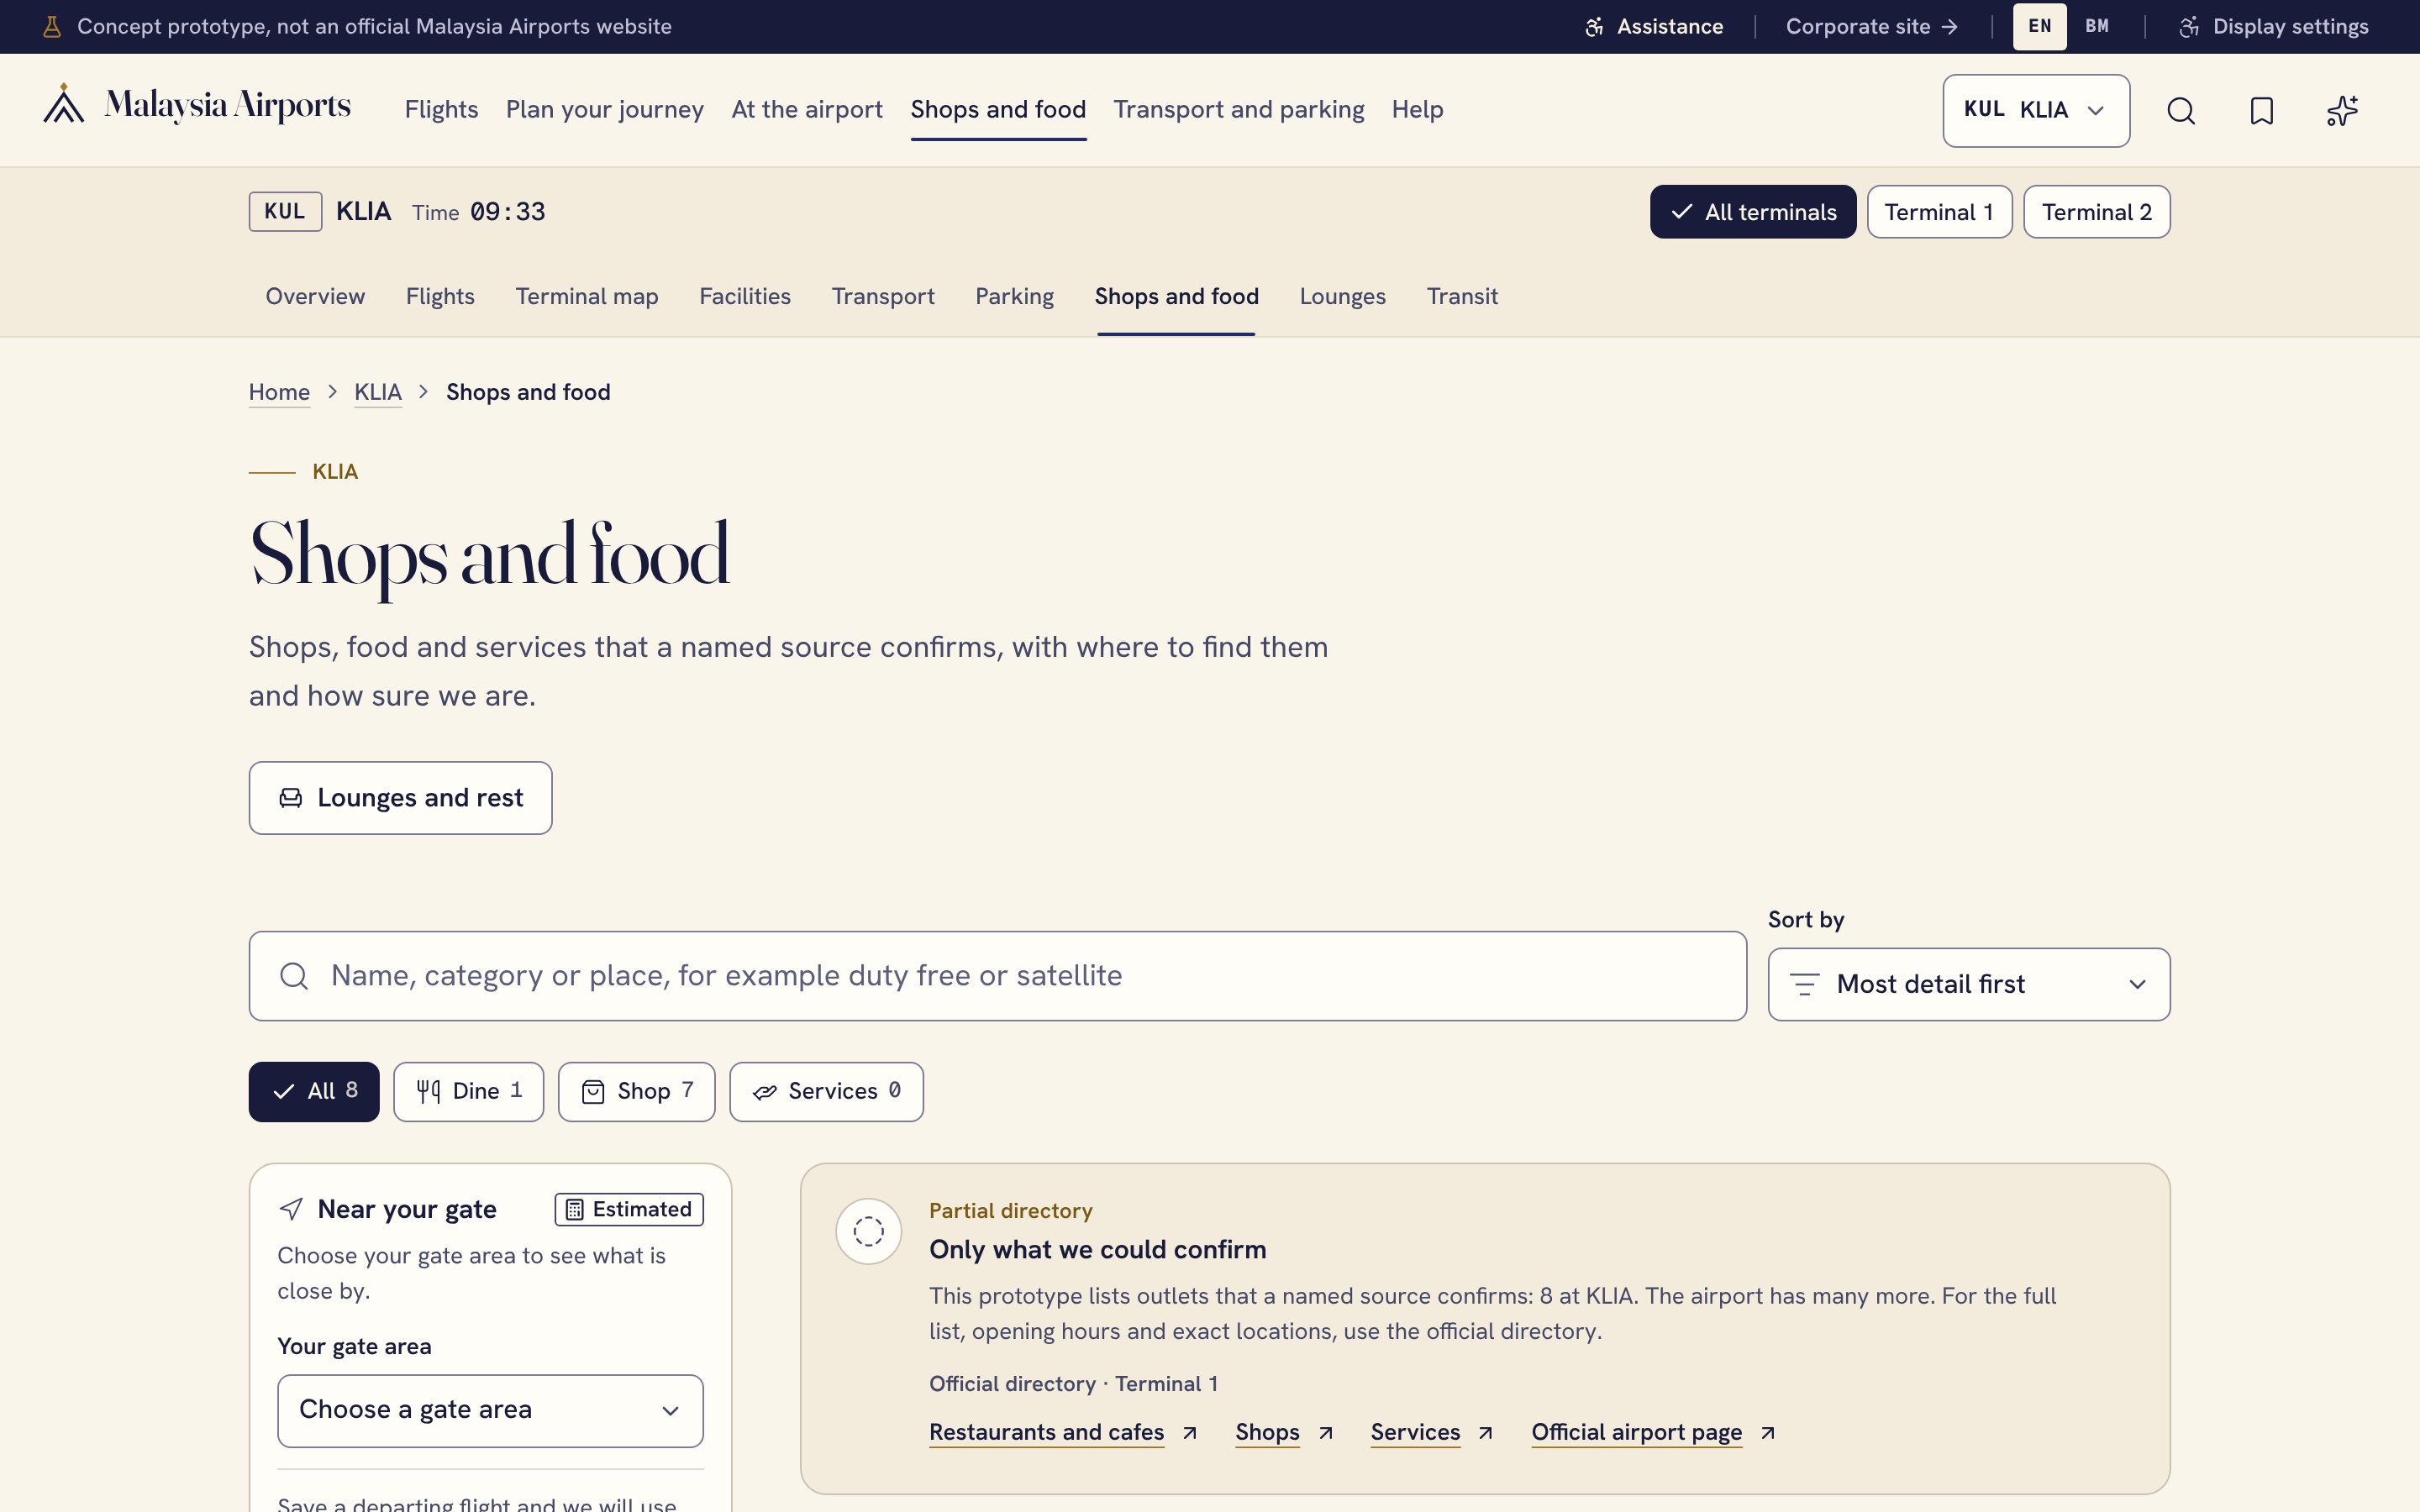 Concept prototype, not an official Malaysia Airports website
Assistance
Corporate site
EN
BM
Display settings
Malaysia Airports
Flights
Plan your journey
At the airport
Shops and food
Transport and parking
Help
KUL KLIA
KUL KLIA Time 09:33
All terminals
Terminal 1
Terminal 2
Overview
Flights
Terminal map
Facilities
Transport
Parking
Shops and food
Lounges
Transit
Home
KLIA
Shops and food
KLIA
Shops and food
Shops, food and services that a named source confirms, with where to find them
and how sure we are.
Lounges and rest
Sort by
Name, category or place, for example duty free or satellite
Most detail first
All 8
Dine 1
Shop 7
Services 0
Near your gate
Estimated
Choose your gate area to see what is
close by.
Your gate area
Choose a gate area
Save a departing flight and we will use
Partial directory
Only what we could confirm
This prototype lists outlets that a named source confirms: 8 at KLIA. The airport has many more. For the full
list, opening hours and exact locations, use the official directory.
Official directory · Terminal 1
Restaurants and cafes
Shops
Services
Official airport page